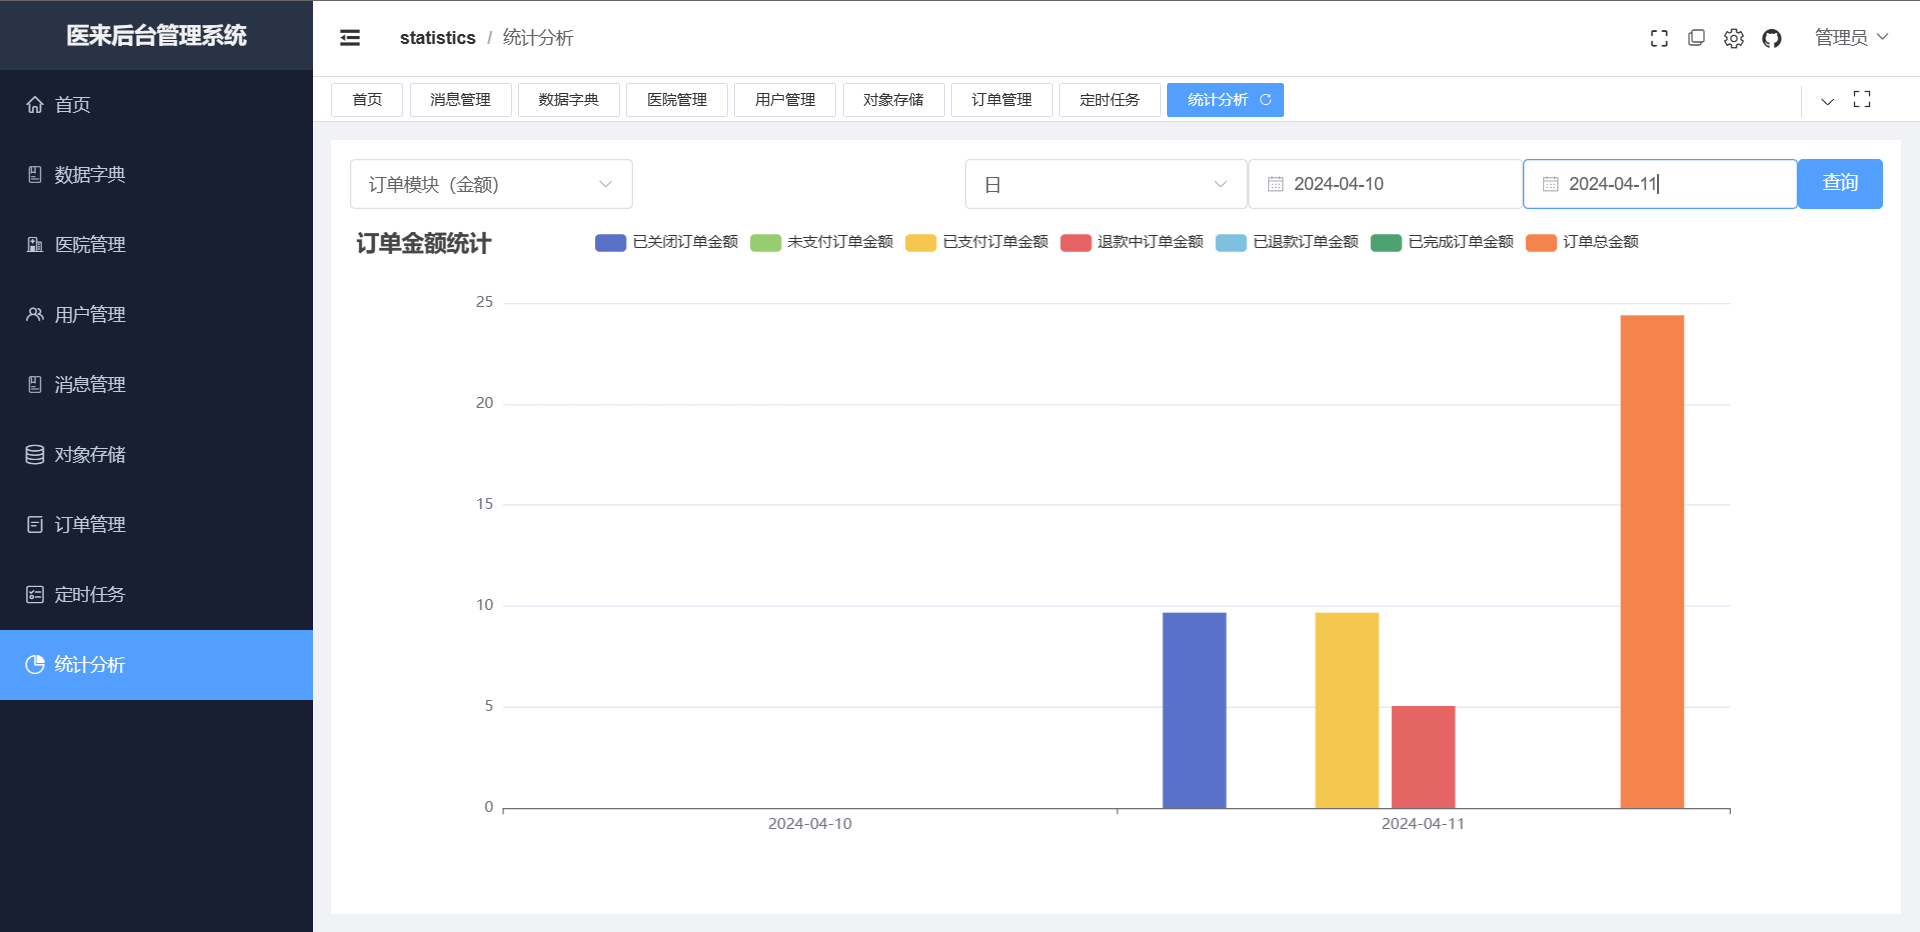 医来后台管理系统
首页
数据字典
医院管理
用户管理
消息管理
对象存储
订单管理
定时任务
统计分析
statistics / 统计分析
管理员
首页 消息管理 数据字典 医院管理 用户管理 对象存储 订单管理 定时任务 统计分析
订单模块（金额） 日 2024-04-10 2024-04-11 查询
订单金额统计 已关闭订单金额 未支付订单金额 已支付订单金额 退款中订单金额 已退款订单金额 已完成订单金额 订单总金额
25
20
15
10
5
0
2024-04-10 2024-04-11